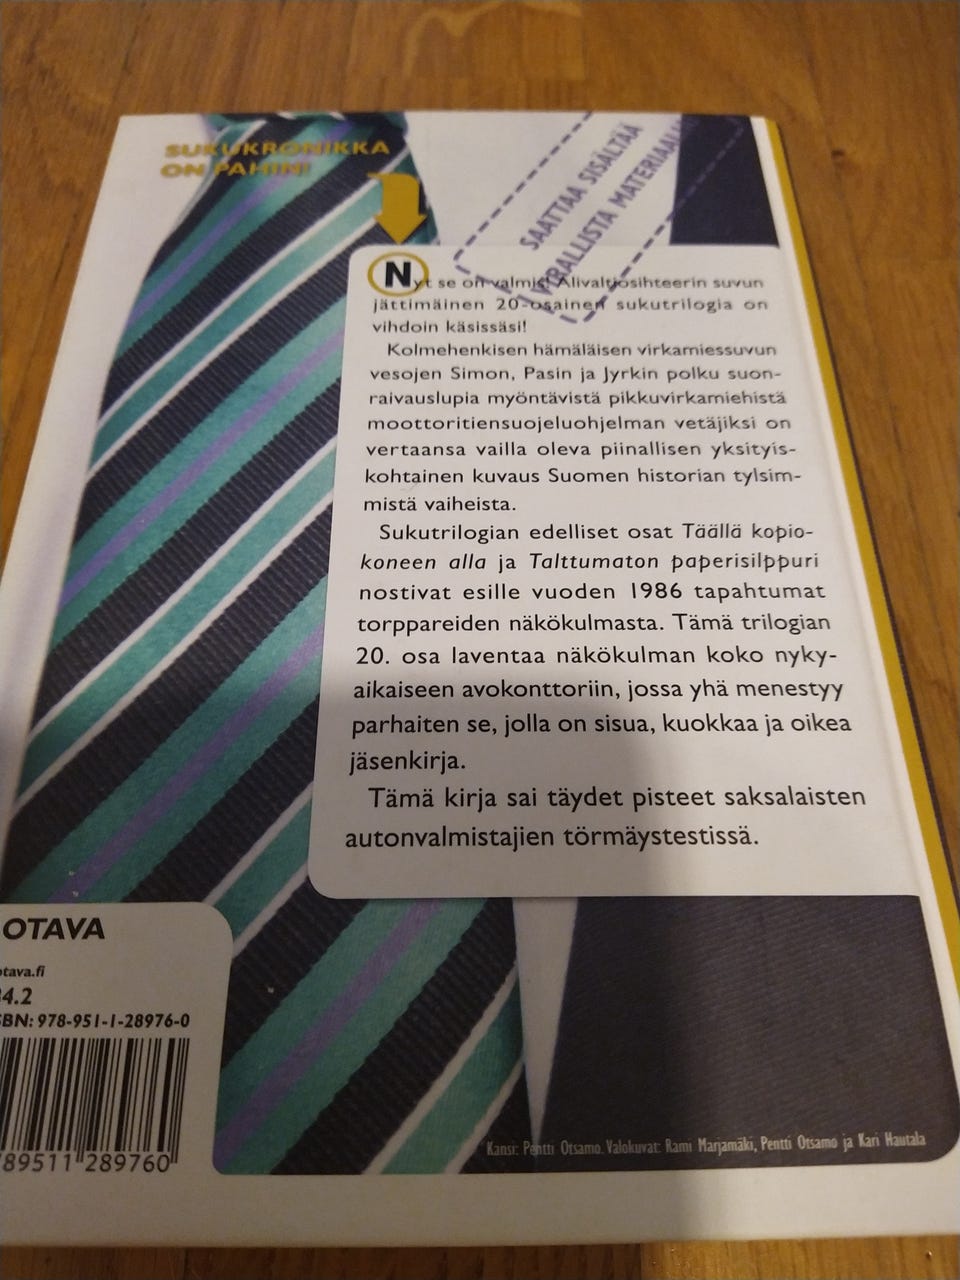 SUKUKRONIKKA
ON PAHIN!
SAATTAA SISÄLTÄÄ
VIRALLISTA MATERIAALIA
Nyt se on valmis! Alivaltiosihteerin suvun
jättimäinen 20-osainen sukutrilogia on
vihdoin käsissäsi!
Kolmehenkisen hämäläisen virkamiessuvun
vesojen Simon, Pasin ja Jyrkin polku suon-
raivauslupia myöntävistä pikkuvirkamiehistä
moottoritiensuojeluohjelman vetäjiksi on
vertaansa vailla oleva piinallisen yksityis-
kohtainen kuvaus Suomen historian tylsim-
mistä vaiheista.
Sukutrilogian edelliset osat Täällä kopio-
koneen alla ja Talttumaton paperisilppuri
nostivat esille vuoden 1986 tapahtumat
torppareiden näkökulmasta. Tämä trilogian
20. osa laventaa näkökulman koko nyky-
aikaiseen avokonttoriin, jossa yhä menestyy
parhaiten se, jolla on sisua, kuokkaa ja oikea
jäsenkirja.
Tämä kirja sai täydet pisteet saksalaisten
autonvalmistajien törmäystestissä.
OTAVA
otava.fi
84.2
ISBN: 978-951-1-28976-0
789511 289760
Kansi: Pentti Otsamo. Valokuvat: Rami Marjamäki, Pentti Otsamo ja Kari Hautala